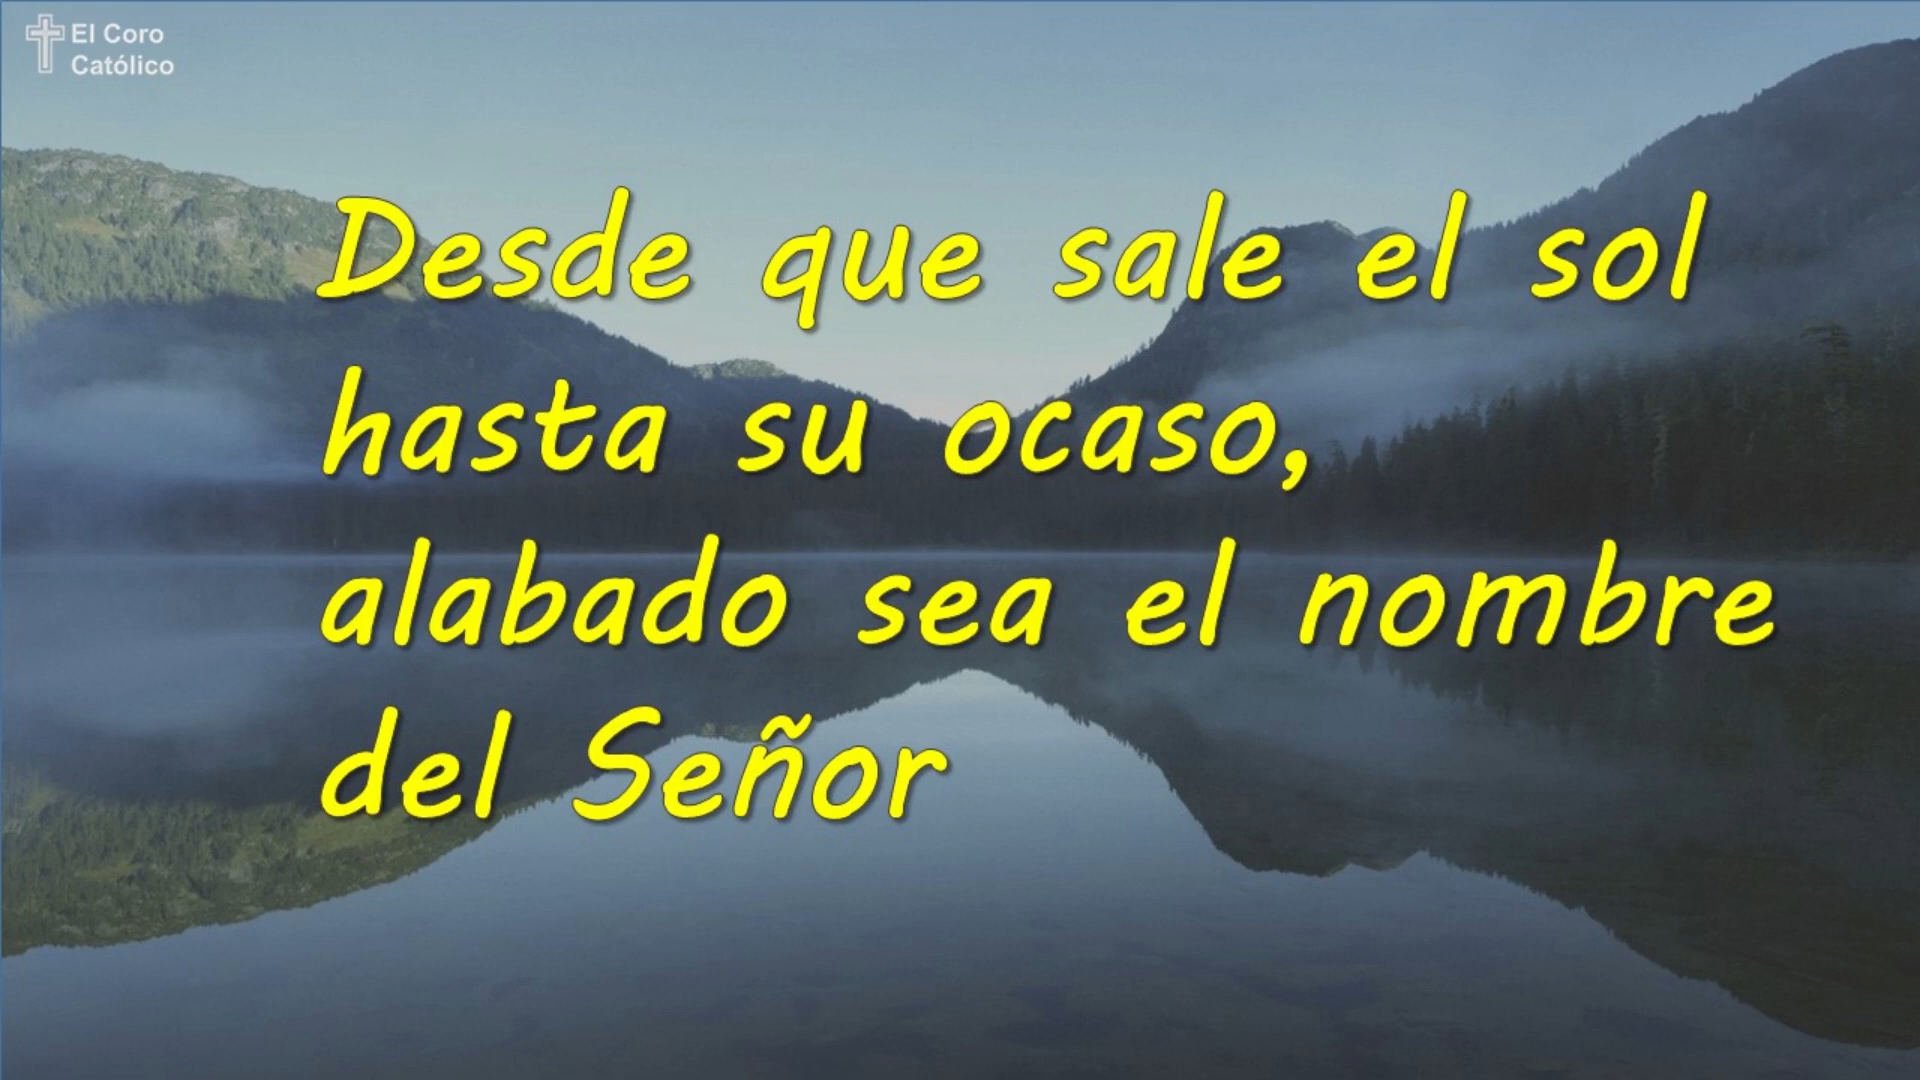 El Coro
Católico
Desde que sale el sol
hasta su ocaso,
alabado sea el nombre
del Señor